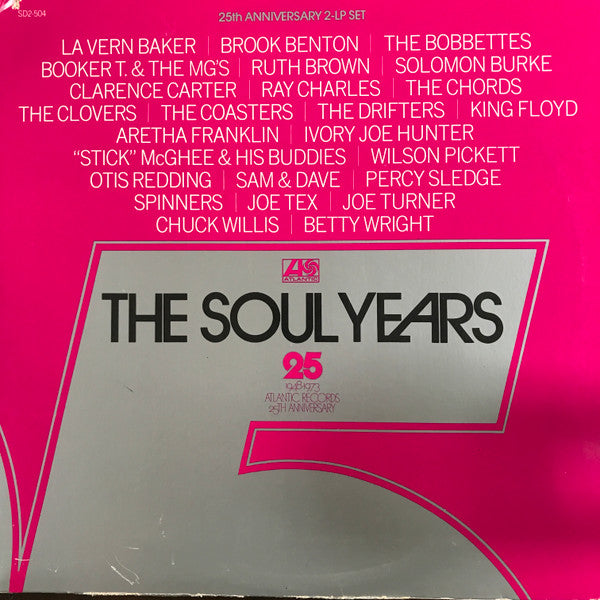 SD2-504
25th ANNIVERSARY 2-LP SET
LA VERN BAKER | BROOK BENTON | THE BOBBETTES
BOOKER T. & THE MG'S | RUTH BROWN | SOLOMON BURKE
CLARENCE CARTER | RAY CHARLES | THE CHORDS
THE CLOVERS | THE COASTERS | THE DRIFTERS | KING FLOYD
ARETHA FRANKLIN | IVORY JOE HUNTER
"STICK" McGHEE & HIS BUDDIES | WILSON PICKETT
OTIS REDDING | SAM & DAVE | PERCY SLEDGE
SPINNERS | JOE TEX | JOE TURNER
CHUCK WILLIS | BETTY WRIGHT
ATLANTIC
THE SOUL YEARS
25
1948-1973
ATLANTIC RECORDS
25TH ANNIVERSARY
25